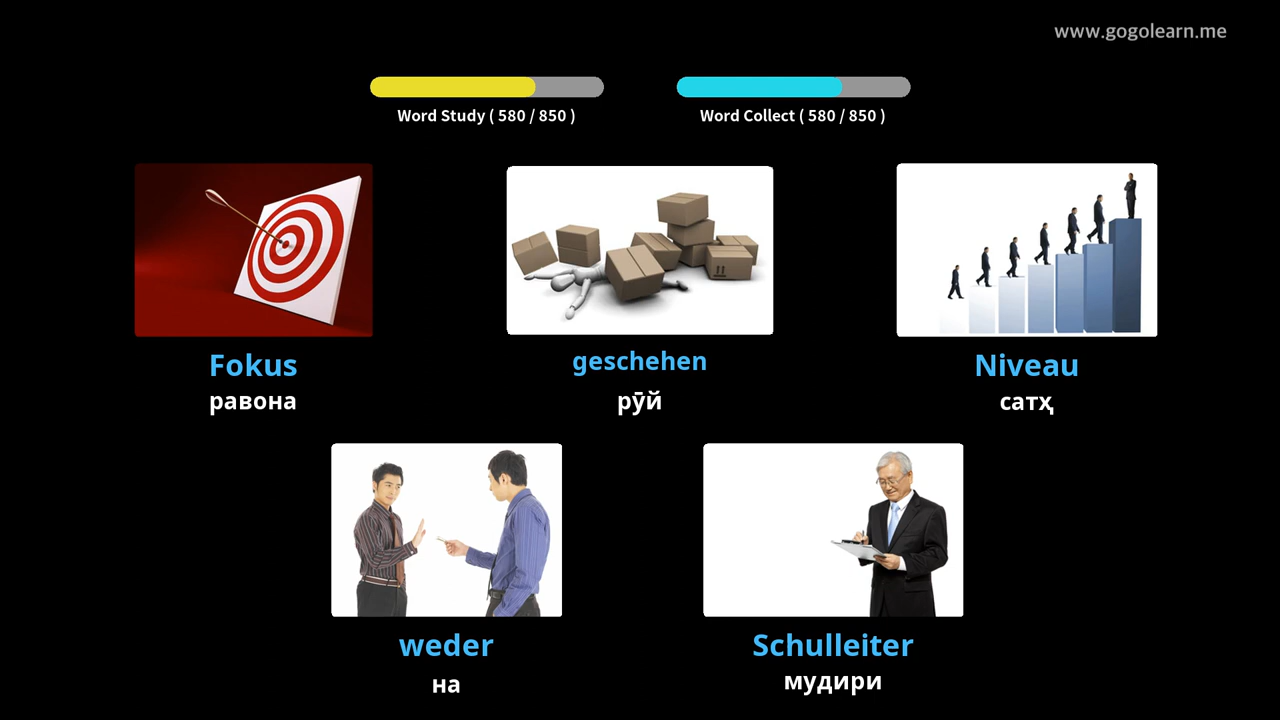 www.gogolearn.me
Word Study ( 580 / 850 )
Word Collect ( 580 / 850 )
Fokus
равона
geschehen
рӯй
Niveau
сатҳ
weder
на
Schulleiter
мудири